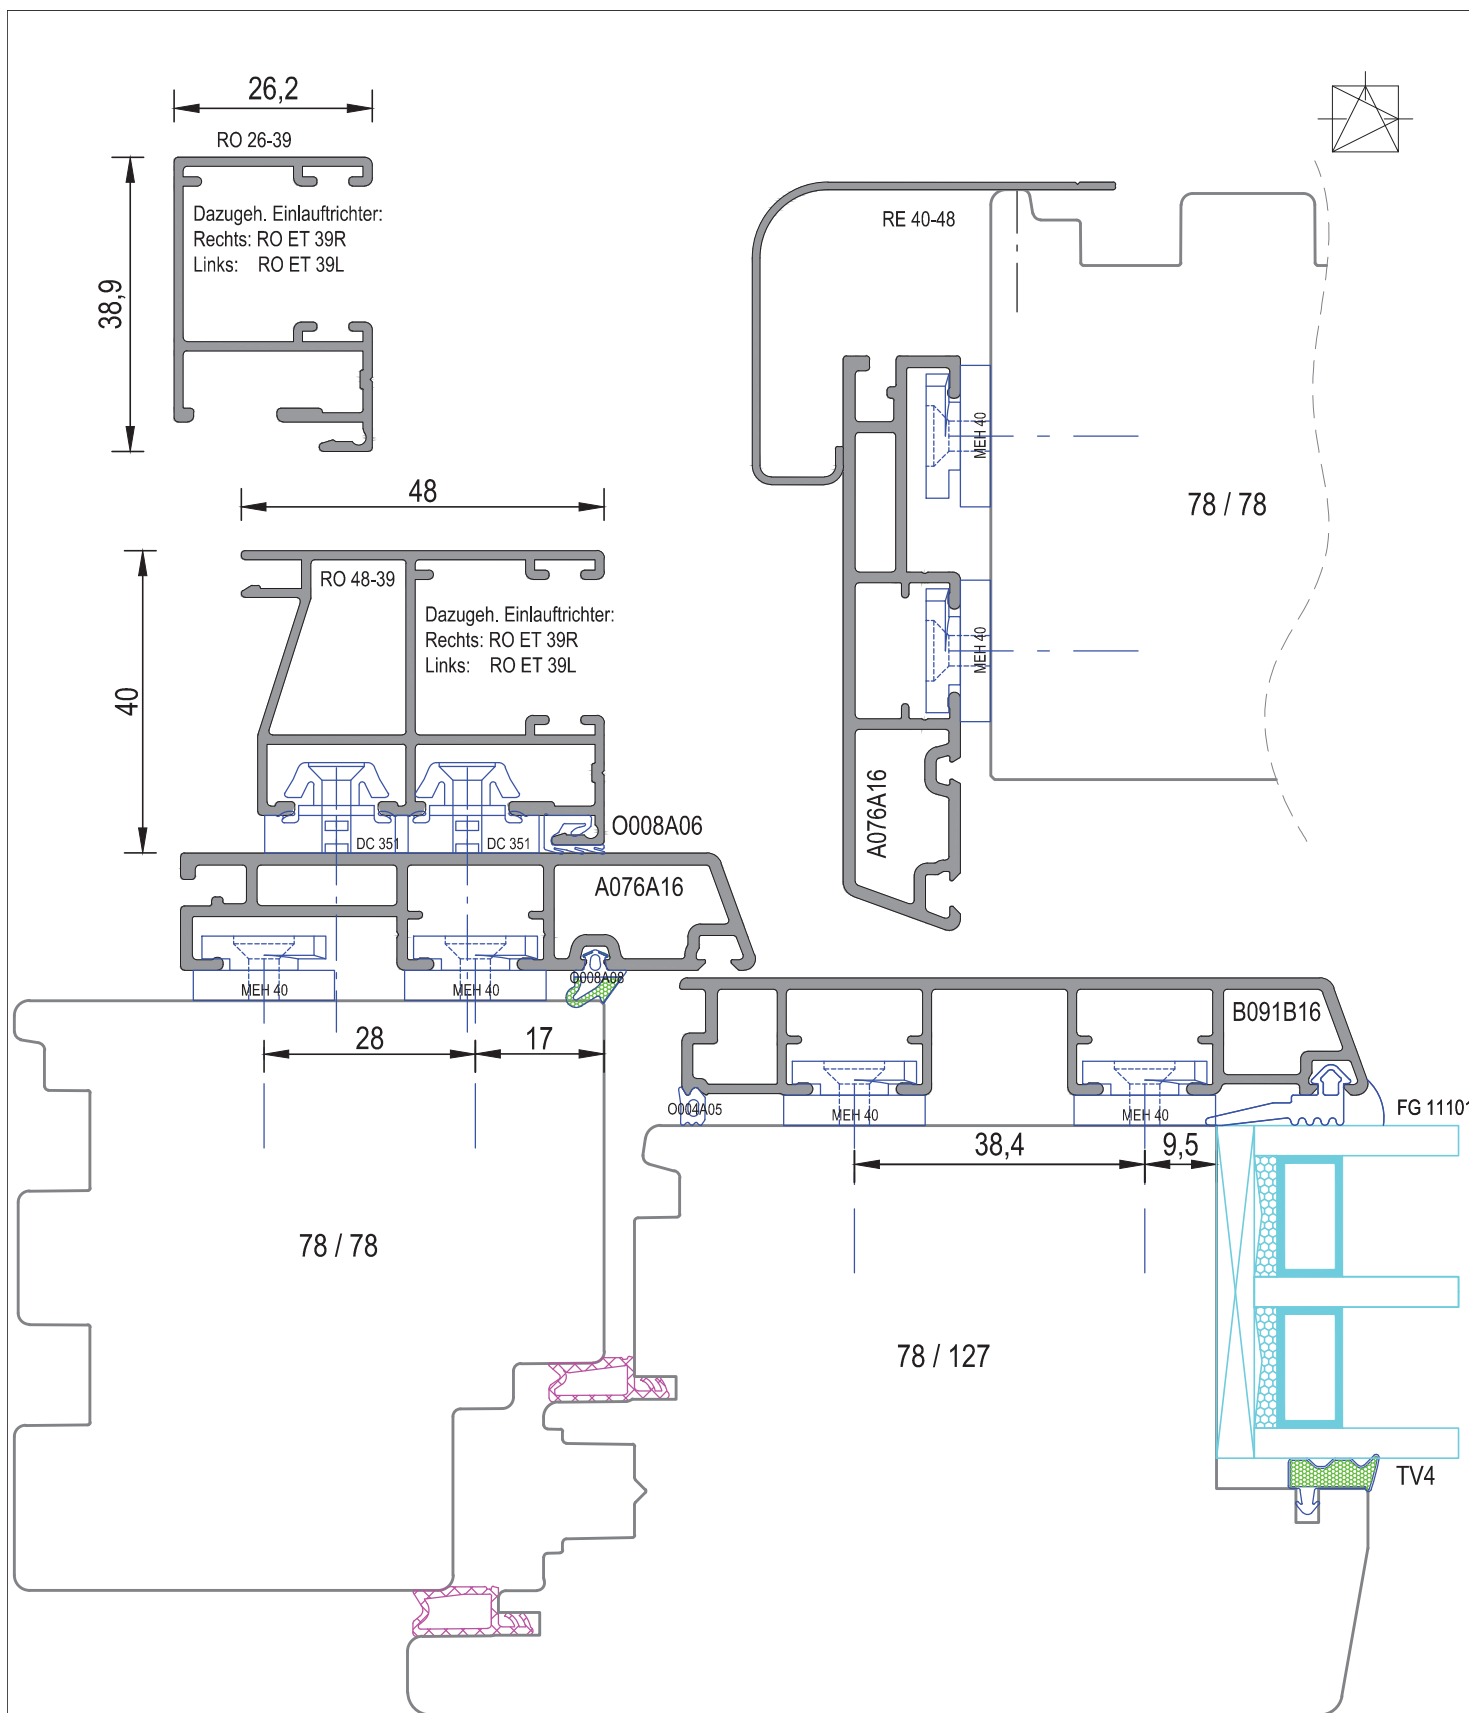 26,2
RO 26-39
Dazugeh. Einlauftrichter:
Rechts: RO ET 39R
Links: RO ET 39L
38,9
RE 40-48
MEH 40
78 / 78
MEH 40
A076A16
48
RO 48-39
Dazugeh. Einlauftrichter:
Rechts: RO ET 39R
Links: RO ET 39L
40
DC 351
DC 351
O008A06
A076A16
MEH 40
MEH 40
O008A08
28
17
78 / 78
B091B16
O004A05
MEH 40
MEH 40
FG 11101
38,4
9,5
78 / 127
TV4